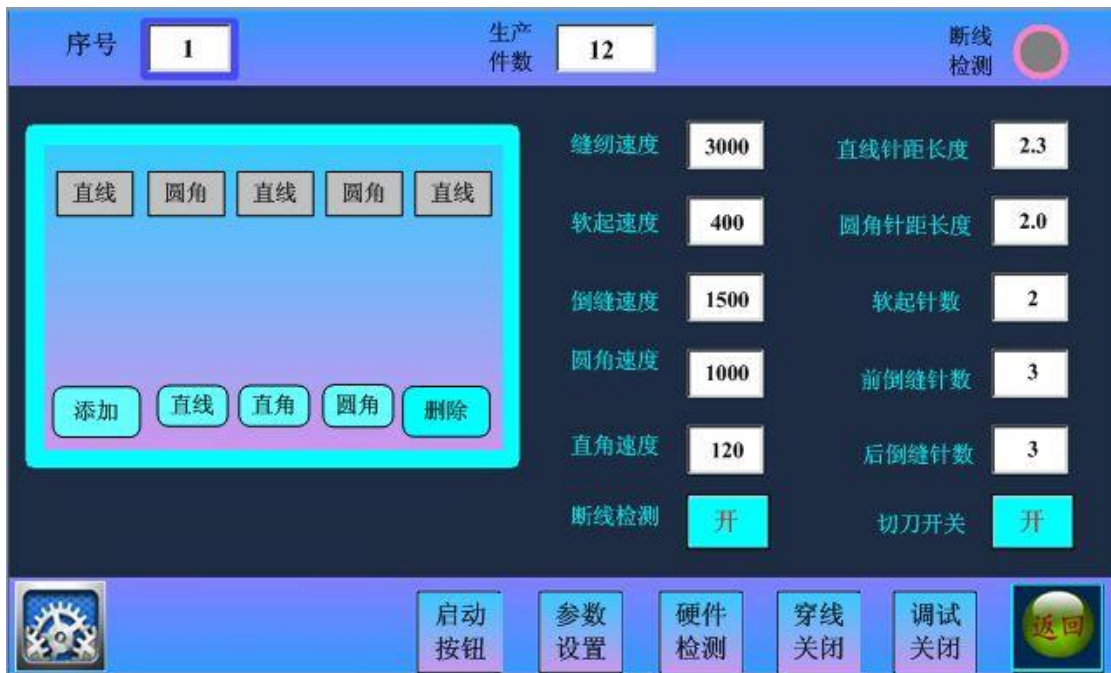 序号 1
生产
件数 12
断线
检测
直线 圆角 直线 圆角 直线
添加 直线 直角 圆角 删除
缝纫速度 3000
直线针距长度 2.3
软起速度 400
圆角针距长度 2.0
倒缝速度 1500
软起针数 2
圆角速度 1000
前倒缝针数 3
直角速度 120
后倒缝针数 3
断线检测 开
切刀开关 开
启动
按钮
参数
设置
硬件
检测
穿线
关闭
调试
关闭
返回